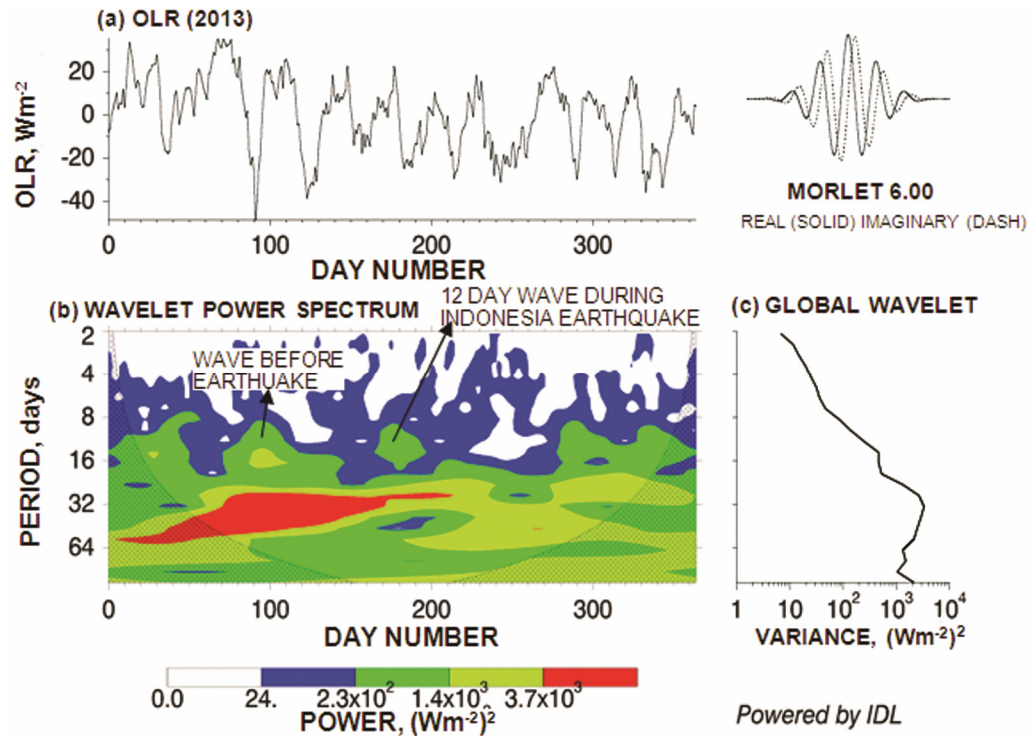 (a) OLR (2013)
OLR, Wm-2
20
0
-20
-40
0
100
200
300
DAY NUMBER
MORLET 6.00
REAL (SOLID) IMAGINARY (DASH)
(b) WAVELET POWER SPECTRUM
12 DAY WAVE DURING
INDONESIA EARTHQUAKE
WAVE BEFORE
EARTHUAKE
PERIOD, days
2
4
8
16
32
64
0
100
200
300
DAY NUMBER
(c) GLOBAL WAVELET
1
10
10²
10³
10⁴
VARIANCE, (Wm-2)²
0.0
24.
2.3x10²
1.4x10³
3.7x10³
POWER, (Wm-2)²
Powered by IDL